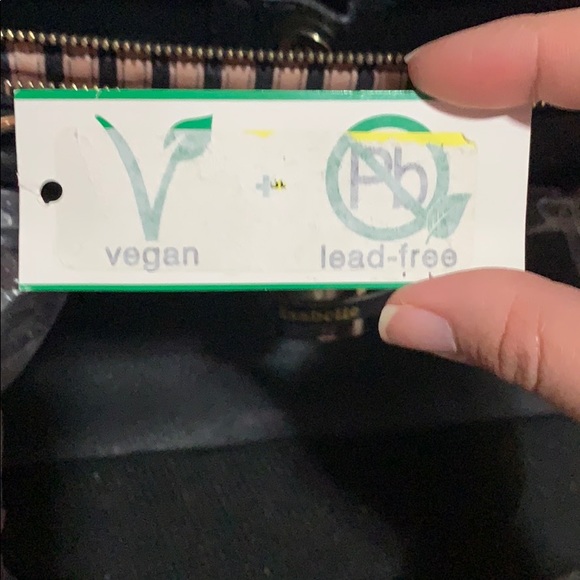 V + Pb
vegan lead-free